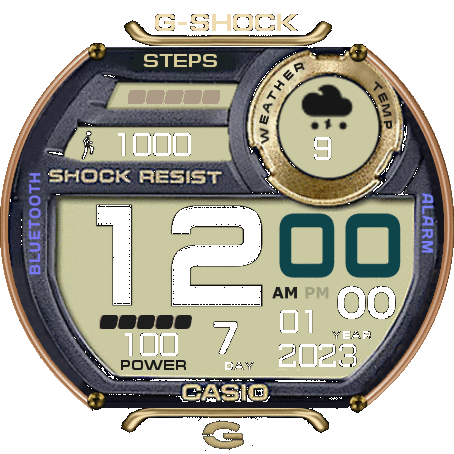 G-SHOCK
STEPS
WEATHER
TEMP
1000
9
SHOCK RESIST
BLUETOOTH
ALARM
12
00
AM PM
00
100
POWER
7
DAY
01
YEAR
2023
CASIO
G